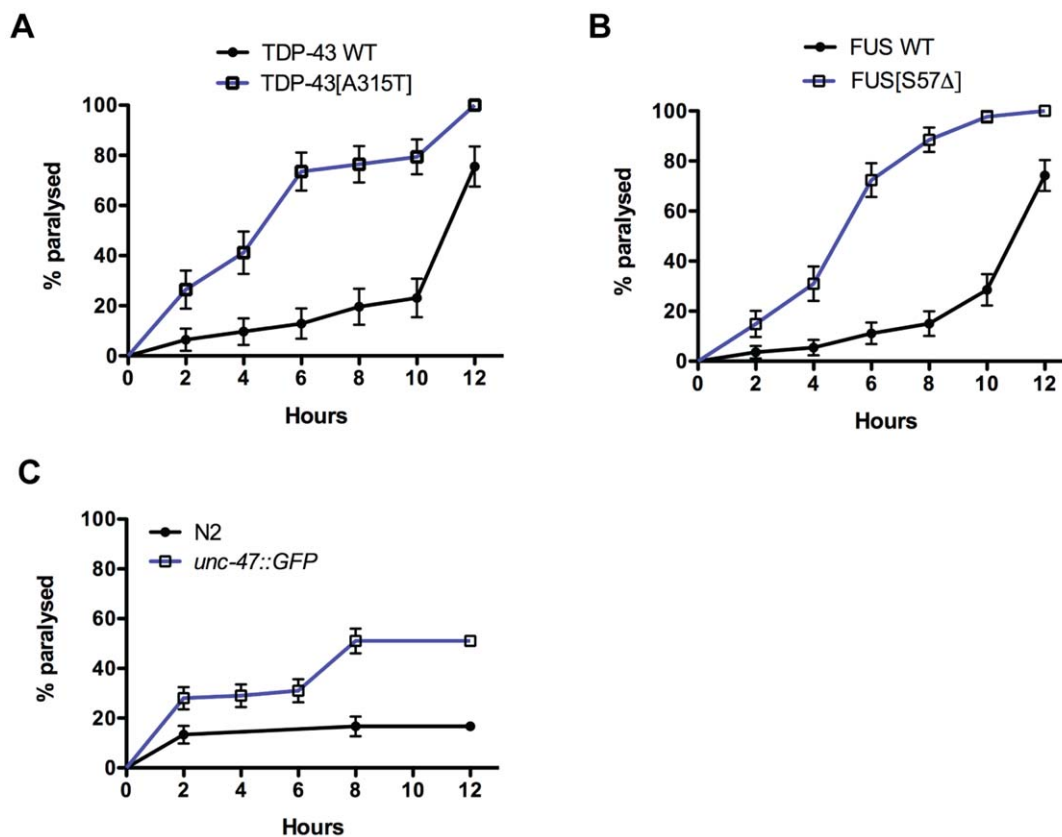 A
TDP-43 WT
TDP-43[A315T]
% paralysed
100
80
60
40
20
0
0 2 4 6 8 10 12
Hours
B
FUS WT
FUS[S57Δ]
% paralysed
100
80
60
40
20
0
0 2 4 6 8 10 12
Hours
C
N2
unc-47::GFP
% paralysed
100
80
60
40
20
0
0 2 4 6 8 10 12
Hours